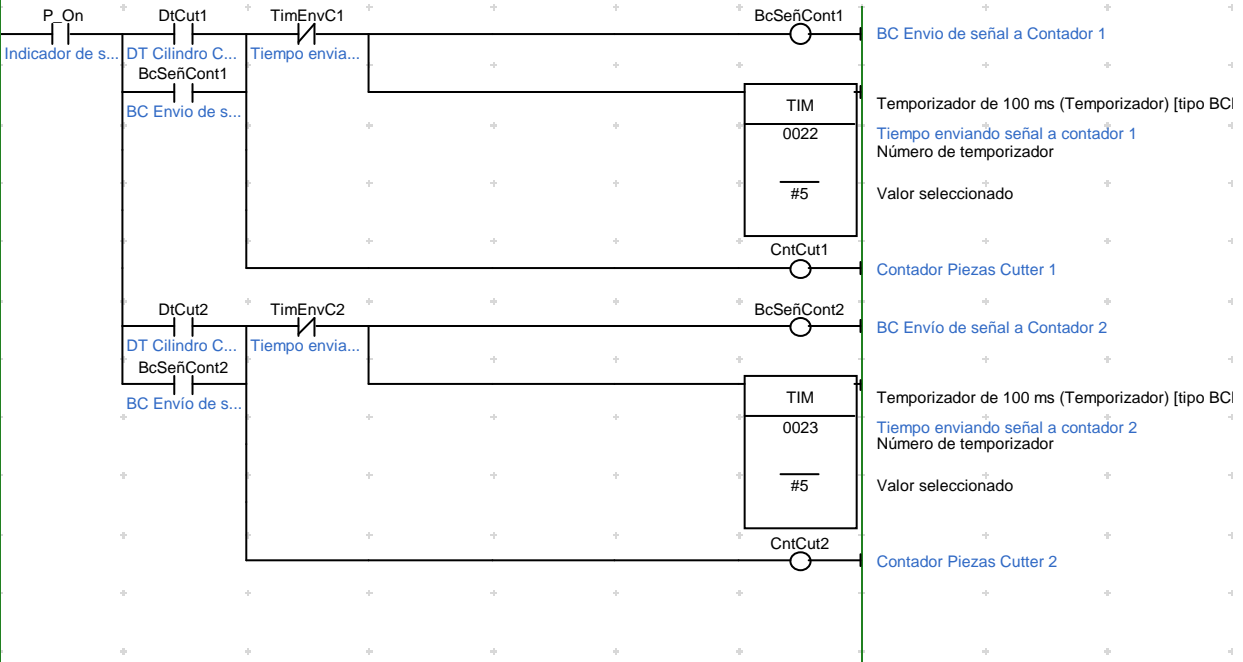 P_On
DtCut1
TimEnvC1
BcSeñCont1
BC Envio de señal a Contador 1
Indicador de s...
DT Cilindro C...
Tiempo envia...
BcSeñCont1
BC Envio de s...
TIM
Temporizador de 100 ms (Temporizador) [tipo BC
0022
Tiempo enviando señal a contador 1
Número de temporizador
#5
Valor seleccionado
CntCut1
Contador Piezas Cutter 1
DtCut2
TimEnvC2
BcSeñCont2
BC Envío de señal a Contador 2
DT Cilindro C...
Tiempo envia...
BcSeñCont2
BC Envío de s...
TIM
Temporizador de 100 ms (Temporizador) [tipo BC
0023
Tiempo enviando señal a contador 2
Número de temporizador
#5
Valor seleccionado
CntCut2
Contador Piezas Cutter 2